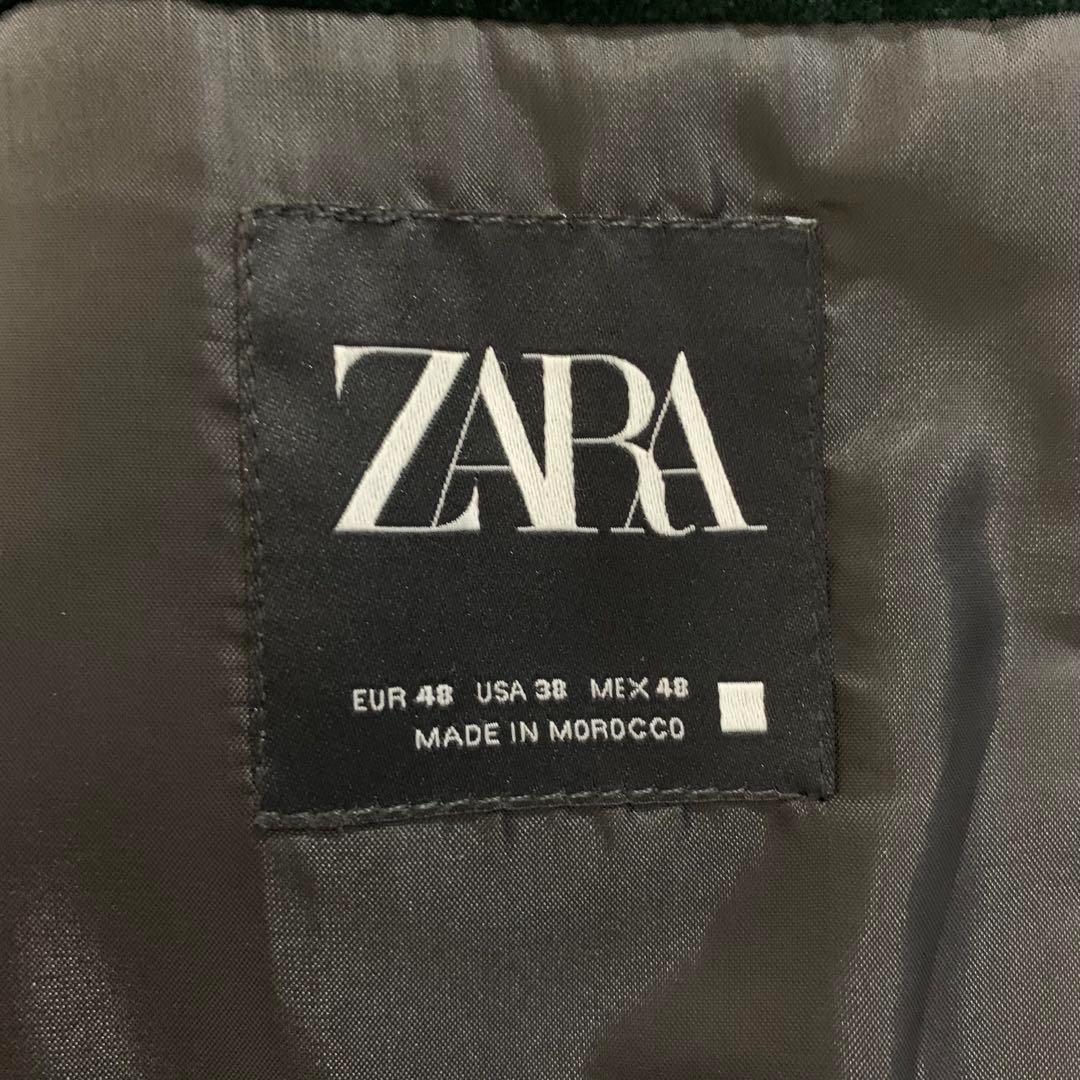 ZARA
EUR 48 USA 38 MEX 48
MADE IN MOROCCO